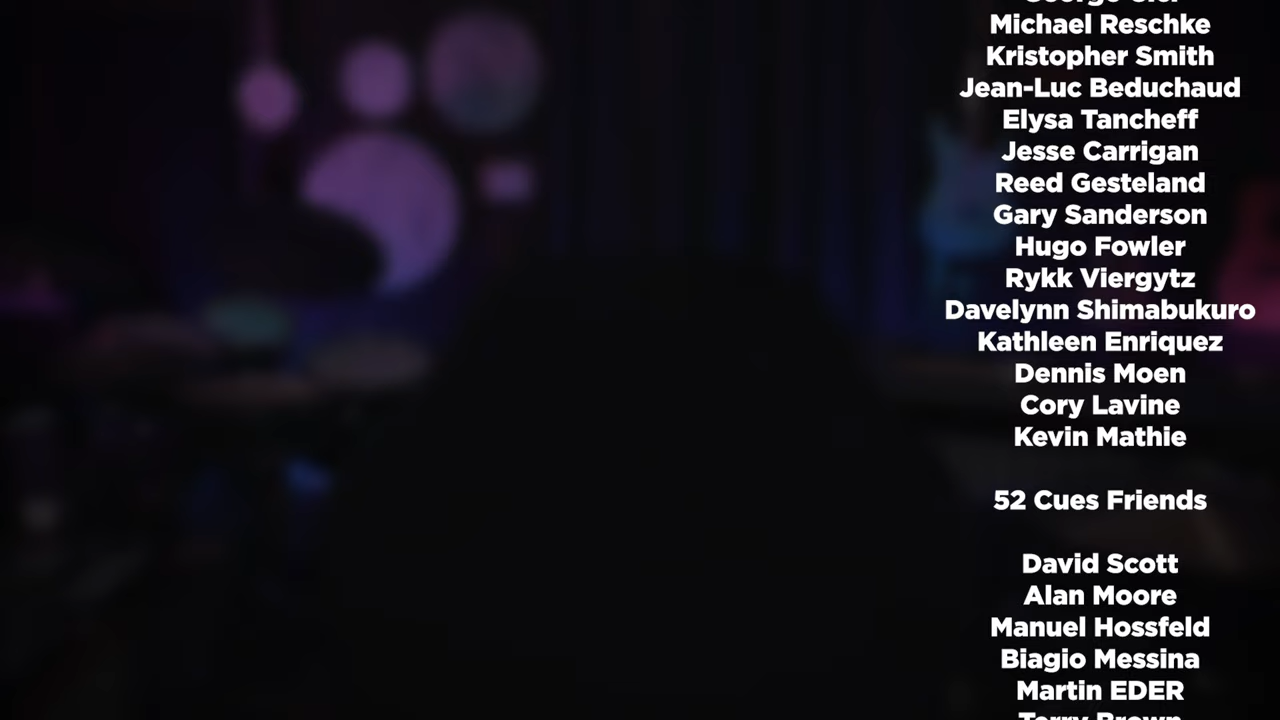 Michael Reschke
Kristopher Smith
Jean-Luc Beduchaud
Elysa Tancheff
Jesse Carrigan
Reed Gesteland
Gary Sanderson
Hugo Fowler
Rykk Viergytz
Davelynn Shimabukuro
Kathleen Enriquez
Dennis Moen
Cory Lavine
Kevin Mathie
52 Cues Friends
David Scott
Alan Moore
Manuel Hossfeld
Biagio Messina
Martin EDER
Terry Brown